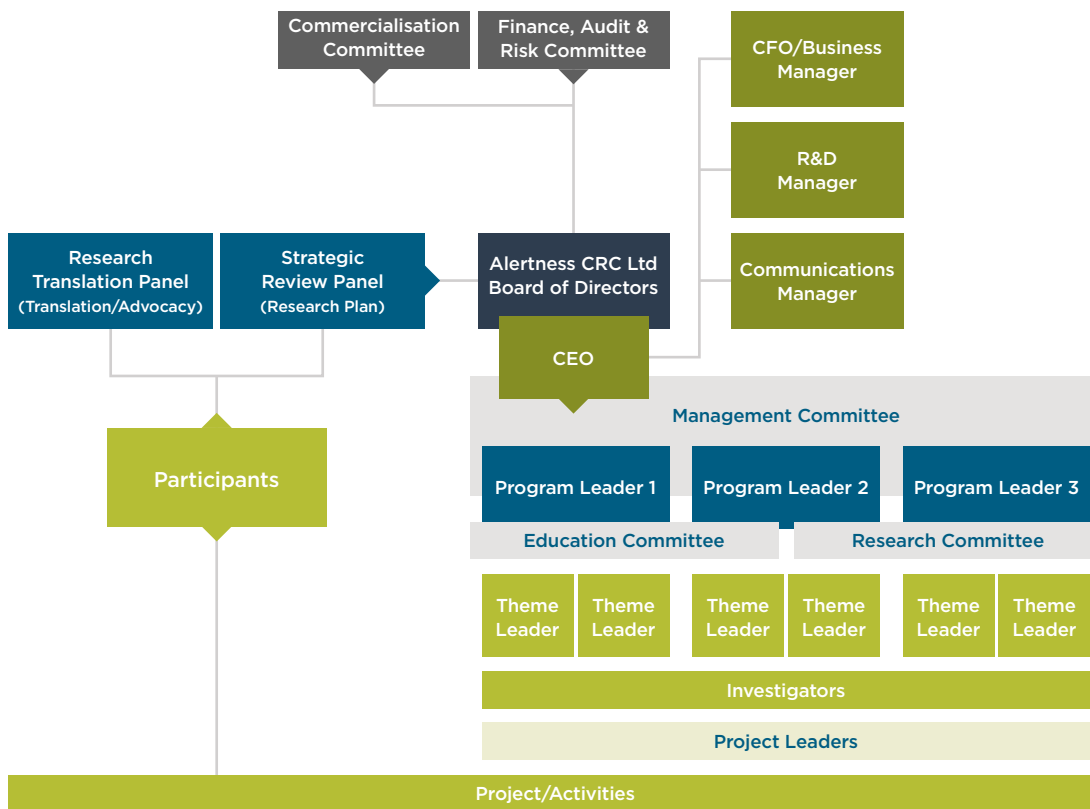 Commercialisation
Committee
Finance, Audit &
Risk Committee
CFO/Business
Manager
R&D
Manager
Research
Translation Panel
(Translation/Advocacy)
Strategic
Review Panel
(Research Plan)
Alertness CRC Ltd
Board of Directors
Communications
Manager
CEO
Management Committee
Participants
Program Leader 1
Program Leader 2
Program Leader 3
Education Committee
Research Committee
Theme
Leader
Theme
Leader
Theme
Leader
Theme
Leader
Theme
Leader
Theme
Leader
Investigators
Project Leaders
Project/Activities